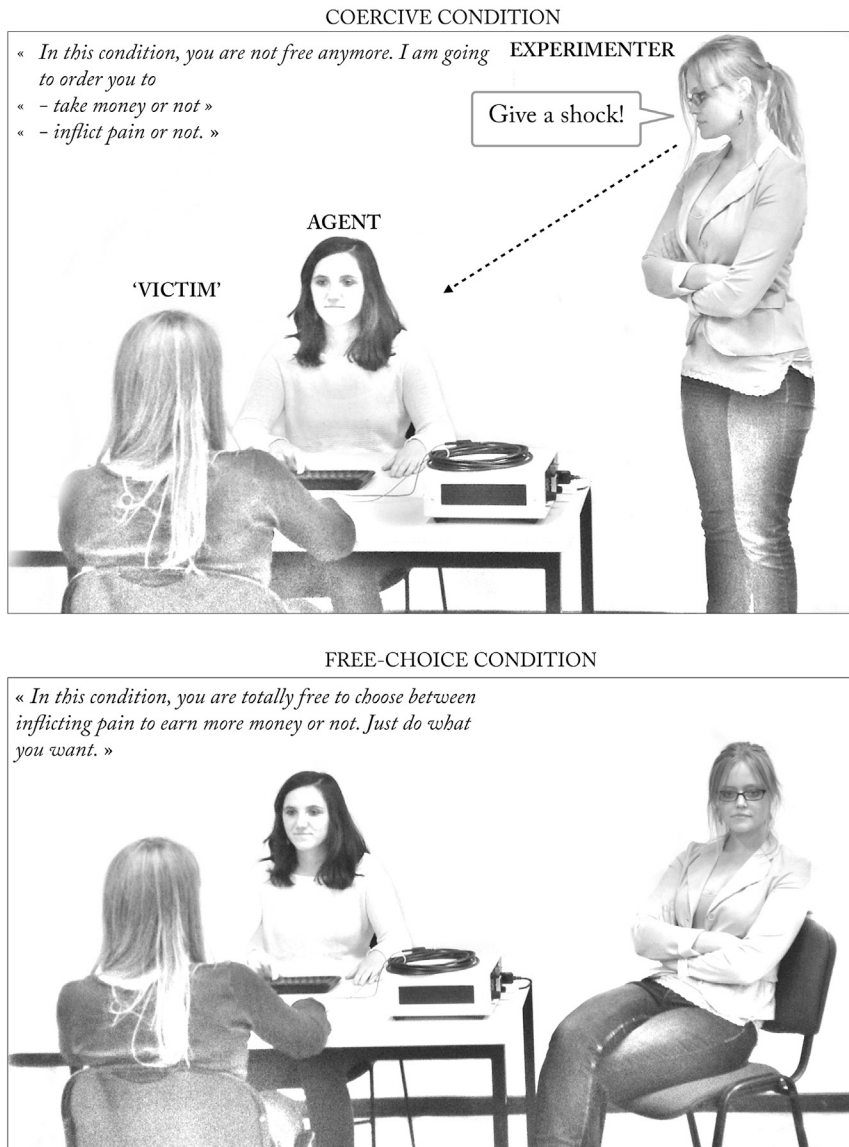 COERCIVE CONDITION
« In this condition, you are not free anymore. I am going
to order you to
« – take money or not »
« – inflict pain or not. »
EXPERIMENTER
Give a shock!
AGENT
‘VICTIM’
FREE-CHOICE CONDITION
« In this condition, you are totally free to choose between
inflicting pain to earn more money or not. Just do what
you want. »